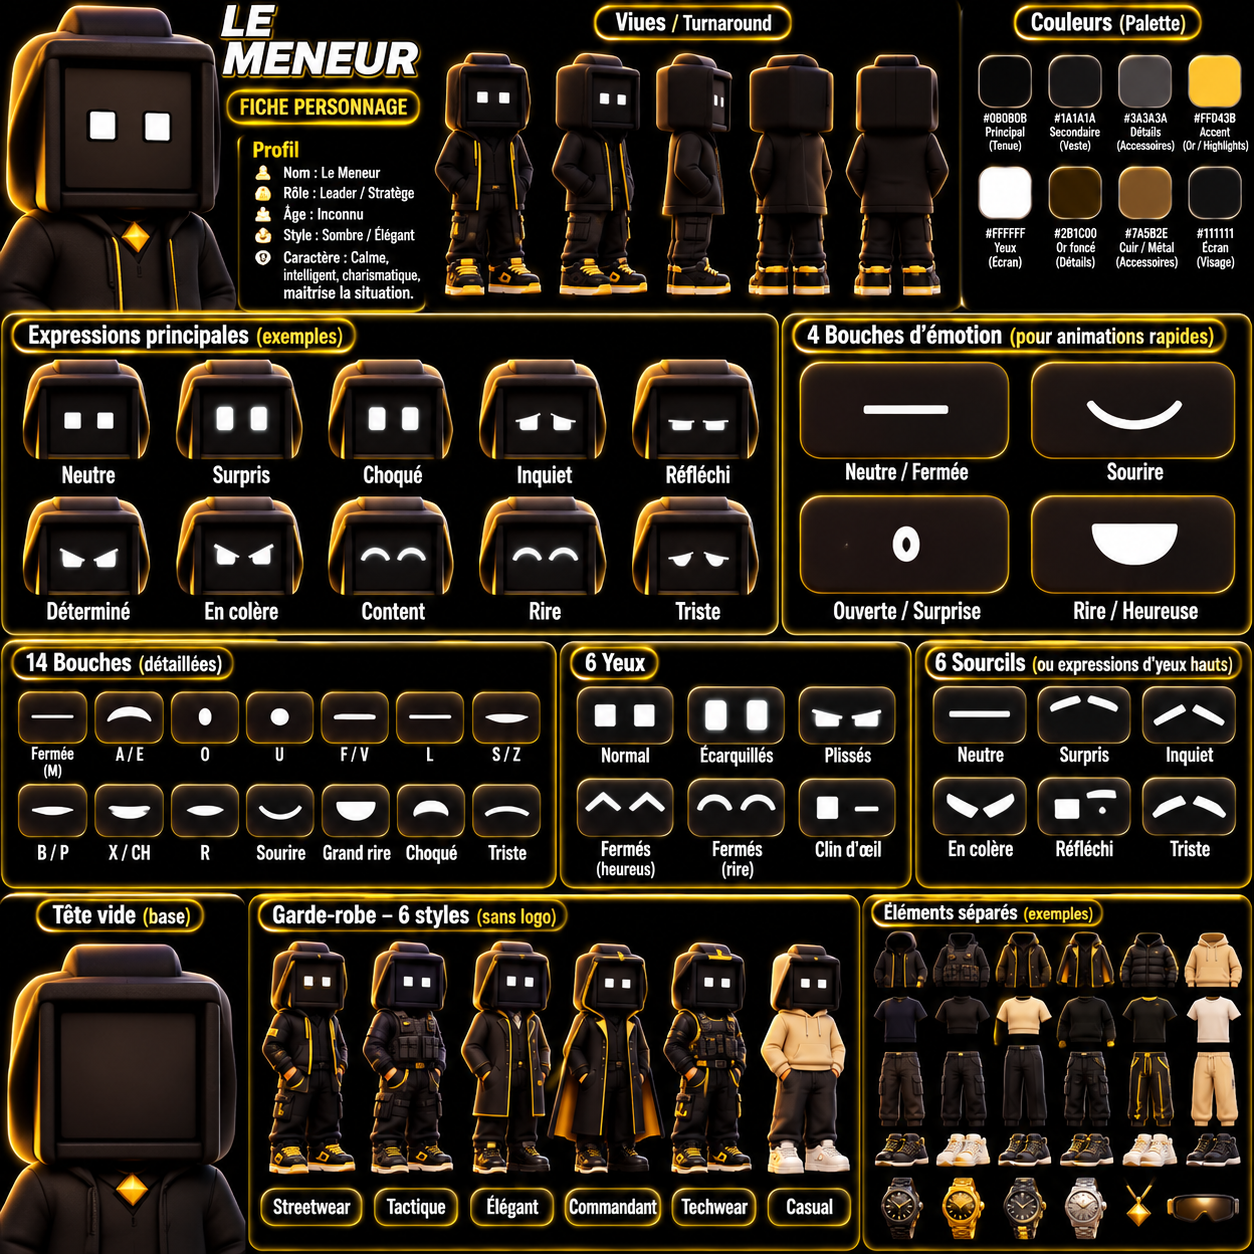 LE
MENEUR
FICHE PERSONNAGE
Profil
Nom : Le Meneur
Rôle : Leader / Stratège
Âge : Inconnu
Style : Sombre / Élégant
Caractère : Calme,
intelligent, charismatique,
maitrise la situation.
Viues / Turnaround
Couleurs (Palette)
#0B0B0B
Principal
(Tenue)
#1A1A1A
Secondaire
(Veste)
#3A3A3A
Détails
(Accessoires)
#FFD43B
Accent
(Or / Highlights)
#FFFFFF
Yeux
(Écran)
#2B1C00
Or foncé
(Détails)
#7A5B2E
Cuir / Métal
(Accessoires)
#111111
Écran
(Visage)
Expressions principales (exemples)
Neutre
Surpris
Choqué
Inquiet
Réfléchi
Déterminé
En colère
Content
Rire
Triste
4 Bouches d'émotion (pour animations rapides)
Neutre / Fermée
Sourire
Ouverte / Surprise
Rire / Heureuse
14 Bouches (détaillées)
Fermée
(M)
A / E
O
U
F / V
L
S / Z
B / P
X / CH
R
Sourire
Grand rire
Choqué
Triste
6 Yeux
Normal
Écarquillés
Plissés
Fermés
(heureux)
Fermés
(rire)
Clin d'œil
6 Sourcils (ou expressions d'yeux hauts)
Neutre
Surpris
Inquiet
En colère
Réfléchi
Triste
Tête vide (base)
Garde-robe – 6 styles (sans logo)
Streetwear
Tactique
Élégant
Commandant
Techwear
Casual
Éléments séparés (exemples)